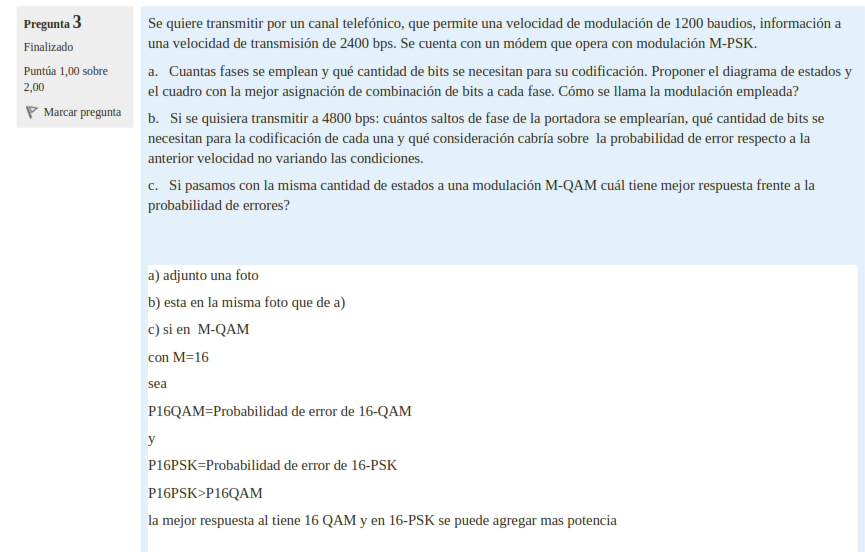 Pregunta 3
Finalizado
Puntúa 1,00 sobre
2,00
Marcar pregunta
Se quiere transmitir por un canal telefónico, que permite una velocidad de modulación de 1200 baudios, información a
una velocidad de transmisión de 2400 bps. Se cuenta con un módem que opera con modulación M-PSK.
a. Cuantas fases se emplean y qué cantidad de bits se necesitan para su codificación. Proponer el diagrama de estados y
el cuadro con la mejor asignación de combinación de bits a cada fase. Cómo se llama la modulación empleada?
b. Si se quisiera transmitir a 4800 bps: cuántos saltos de fase de la portadora se emplearían, qué cantidad de bits se
necesitan para la codificación de cada una y qué consideración cabría sobre la probabilidad de error respecto a la
anterior velocidad no variando las condiciones.
c. Si pasamos con la misma cantidad de estados a una modulación M-QAM cuál tiene mejor respuesta frente a la
probabilidad de errores?
a) adjunto una foto
b) esta en la misma foto que de a)
c) si en M-QAM
con M=16
sea
P16QAM=Probabilidad de error de 16-QAM
y
P16PSK=Probabilidad de error de 16-PSK
P16PSK>P16QAM
la mejor respuesta al tiene 16 QAM y en 16-PSK se puede agregar mas potencia